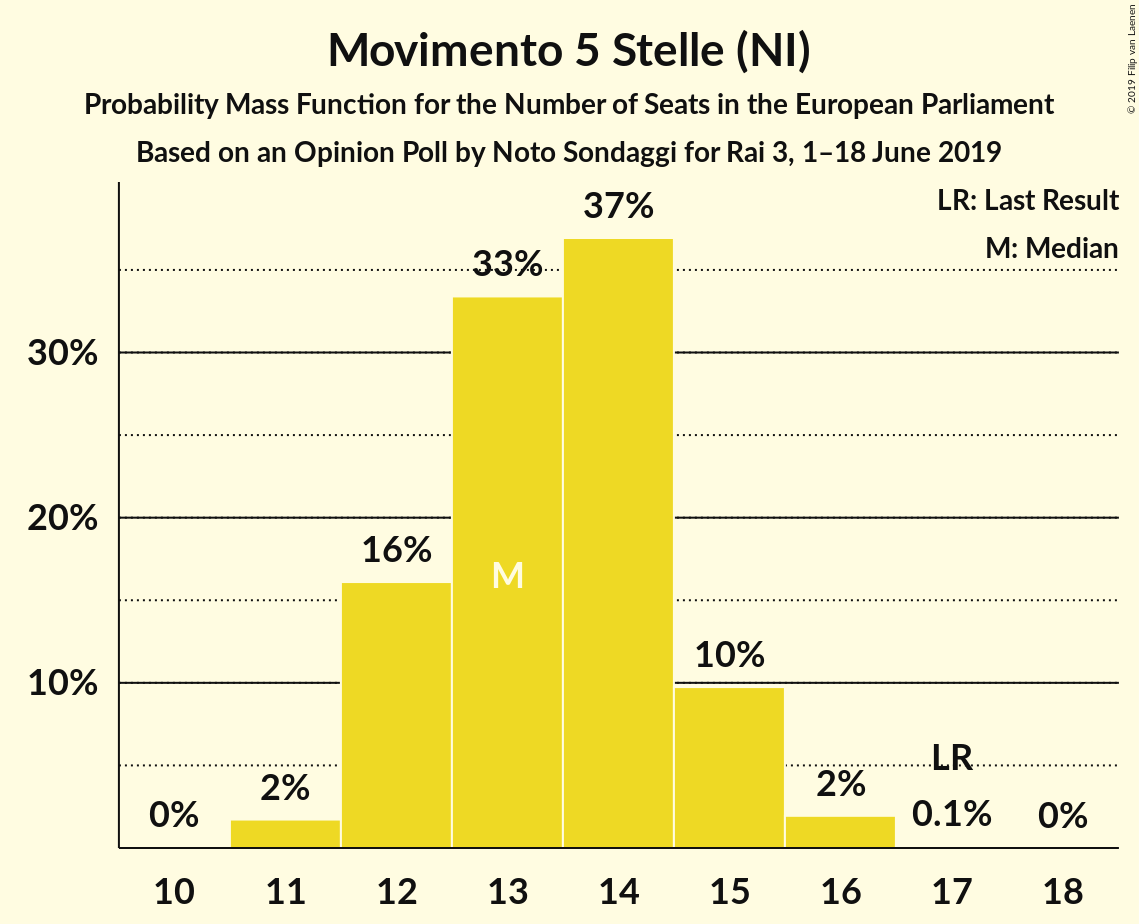 Movimento 5 Stelle (NI)
Probability Mass Function for the Number of Seats in the European Parliament
Based on an Opinion Poll by Noto Sondaggi for Rai 3, 1–18 June 2019
© 2019 Filip van Laenen
LR: Last Result
M: Median
37%
33%
30%
20%
16%
M
10%
10%
LR
2%
2%
0%
0.1%
0%
10 11 12 13 14 15 16 17 18